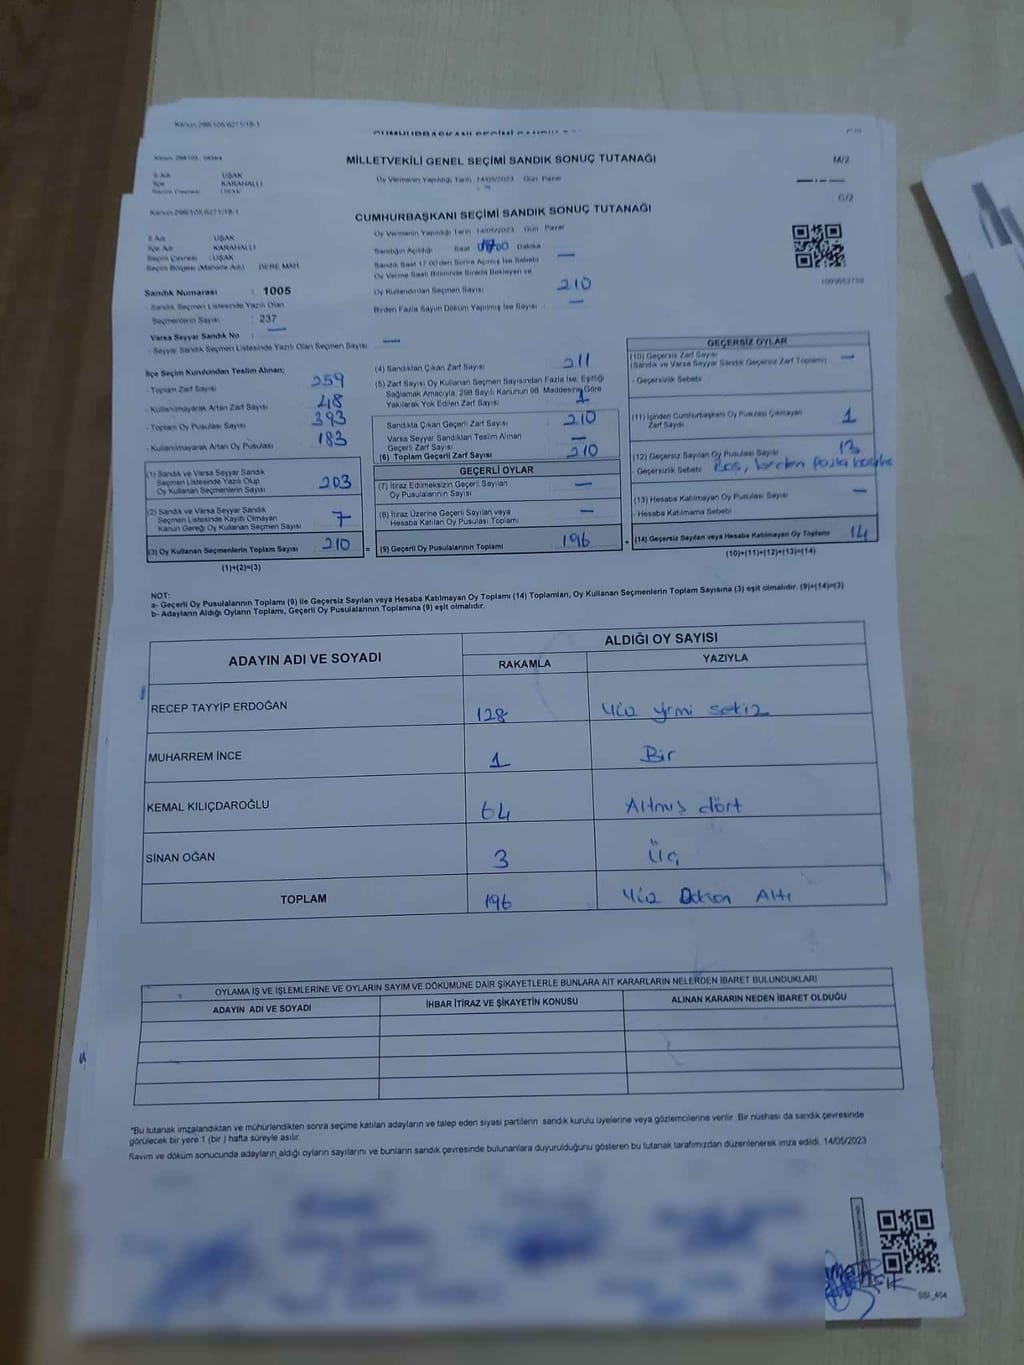 Kanun 298/105/6271/18-1
MİLLETVEKİLİ GENEL SEÇİMİ SANDIK SONUÇ TUTANAĞI
M/2
İl Adı UŞAK
İlçe KARAHALLI
Oy Vermenin Yapıldığı Tarih 14/05/2023 Gün Pazar
C/2
Kanun 298/105/6271/18-1
CUMHURBAŞKANI SEÇİMİ SANDIK SONUÇ TUTANAĞI
Oy Vermenin Yapıldığı Tarih 14/05/2023 Gün Pazar
İl Adı : UŞAK
İlçe Adı : KARAHALLI
Seçim Çevresi : UŞAK
Seçim Bölgesi (Mahalle Adı) DERE MAH.
Sandık Numarası : 1005
- Sandık Seçmen Listesinde Yazılı Olan
Seçmenlerin Sayısı : 237
Varsa Seyyar Sandık No —
- Seyyar Sandık Seçmen Listesinde Yazılı Olan Seçmen Sayısı —
Sandığın Açıldığı Saat Dakika
Sandık Saat 17:00'den Sonra Açılmış İse Sebebi —
Oy Verme Saati Bitiminde Sırada Bekleyen ve
Oy Kullandırılan Seçmen Sayısı 210
Birden Fazla Sayım Döküm Yapılmış İse Sayısı —
İlçe Seçim Kurulundan Teslim Alınan;
- Toplam Zarf Sayısı 259
- Kullanılmayarak Artan Zarf Sayısı 48
- Toplam Oy Pusulası Sayısı 393
- Kullanılmayarak Artan Oy Pusulası 183
(1) Sandık ve Varsa Seyyar Sandık
Seçmen Listesinde Yazılı Olup
Oy Kullanan Seçmenlerin Sayısı 203
(2) Sandık ve Varsa Seyyar Sandık
Seçmen Listesinde Kayıtlı Olmayan
Kanun Gereği Oy Kullanan Seçmen Sayısı 7
(3) Oy Kullanan Seçmenlerin Toplam Sayısı 210
(1)+(2)=(3)
(4) Sandıktan Çıkan Zarf Sayısı 211
(5) Zarf Sayısı Oy Kullanan Seçmen Sayısından Fazla İse, Eşitliği
Sağlamak Amacıyla; 298 Sayılı Kanunun 98. Maddesine Göre
Yakılarak Yok Edilen Zarf Sayısı 1
Sandıkta Çıkan Geçerli Zarf Sayısı 210
Varsa Seyyar Sandıktan Teslim Alınan
Geçerli Zarf Sayısı —
(6) Toplam Geçerli Zarf Sayısı 210
GEÇERLİ OYLAR
(7) İtiraz Edilmeksizin Geçerli Sayılan
Oy Pusulalarının Sayısı —
(8) İtiraz Üzerine Geçerli Sayılan veya
Hesaba Katılan Oy Pusulası Toplamı —
= (9) Geçerli Oy Pusulalarının Toplamı 196
GEÇERSİZ OYLAR
(10) Geçersiz Zarf Sayısı
(Sandık ve Varsa Seyyar Sandık Geçersiz Zarf Toplamı) —
- Geçersizlik Sebebi
(11) İçinden Cumhurbaşkanı Oy Pusulası Çıkmayan
Zarf Sayısı 1
(12) Geçersiz Sayılan Oy Pusulası Sayısı 13
- Geçersizlik Sebebi Boş, birden fazla
(13) Hesaba Katılmayan Oy Pusulası Sayısı —
- Hesaba Katılmama Sebebi
+ (14) Geçersiz Sayılan veya Hesaba Katılmayan Oy Toplamı 14
(10)+(11)+(12)+(13)=(14)
NOT:
a- Geçerli Oy Pusulalarının Toplamı (9) ile Geçersiz Sayılan veya Hesaba Katılmayan Oy Toplamı (14) Toplamları, Oy Kullanan Seçmenlerin Toplam Sayısına (3) eşit olmalıdır. (9)+(14)=(3)
b- Adayların Aldığı Oyların Toplamı, Geçerli Oy Pusulalarının Toplamına (9) eşit olmalıdır.
ADAYIN ADI VE SOYADI
ALDIĞI OY SAYISI
RAKAMLA YAZIYLA
RECEP TAYYİP ERDOĞAN 128 Yüz yirmi sekiz
MUHARREM İNCE 1 Bir
KEMAL KILIÇDAROĞLU 64 Altmış dört
SİNAN OĞAN 3 Üç
TOPLAM 196 Yüz Doksan Altı
OYLAMA İŞ VE İŞLEMLERİNE VE OYLARIN SAYIM VE DÖKÜMÜNE DAİR ŞİKAYETLERLE BUNLARA AİT KARARLARIN NELERDEN İBARET BULUNDUKLARI
ADAYIN ADI VE SOYADI İHBAR İTİRAZ VE ŞİKAYETİN KONUSU ALINAN KARARIN NEDEN İBARET OLDUĞU
*Bu tutanak imzalandıktan ve mühürlendikten sonra seçime katılan adayların ve talep eden siyasi partilerin sandık kurulu üyelerine veya gözlemcilerine verilir. Bir nüshası da sandık çevresinde
görülecek bir yere 1 (bir) hafta süreyle asılır.
Sayım ve döküm sonucunda adayların aldığı oyların sayılarını ve bunların sandık çevresinde bulunanlara duyurulduğunu gösteren bu tutanak tarafımızdan düzenlenerek imza edildi. 14/05/2023